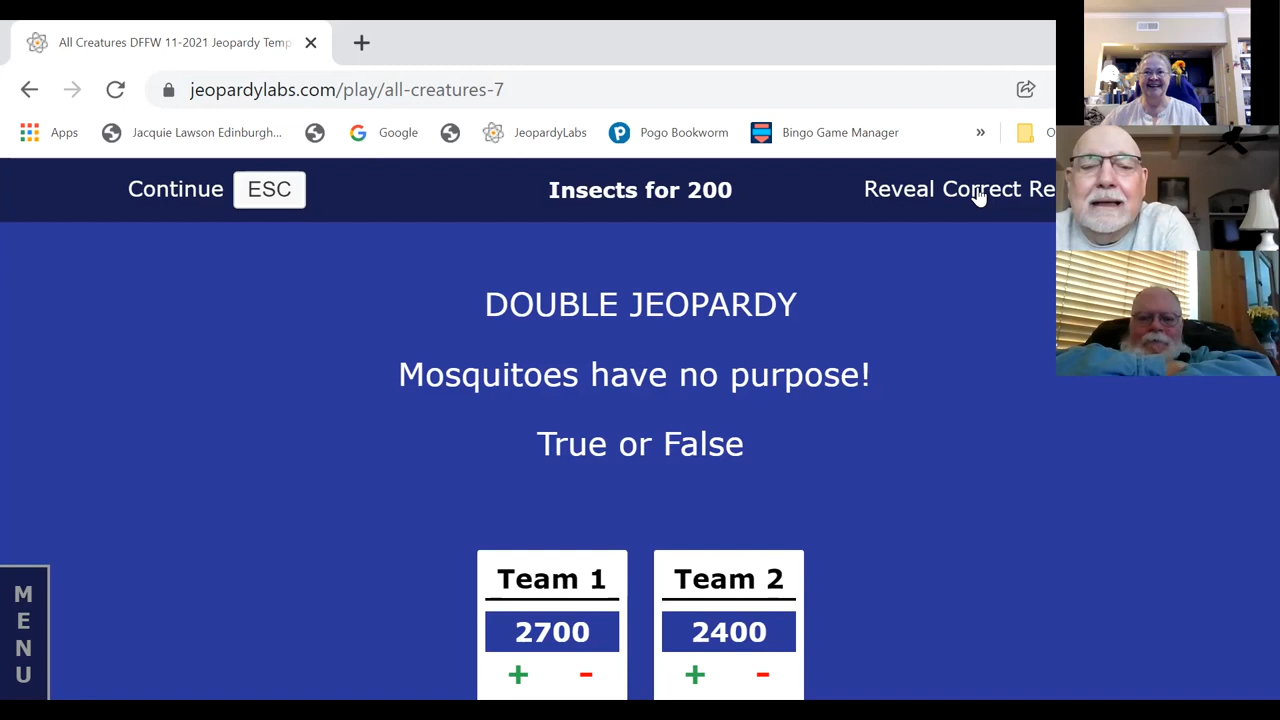 All Creatures DFFW 11-2021 Jeopardy Temp
jeopardylabs.com/play/all-creatures-7
Apps Jacquie Lawson Edinburgh... Google JeopardyLabs Pogo Bookworm Bingo Game Manager » O
Continue ESC Insects for 200 Reveal Correct Re
DOUBLE JEOPARDY
Mosquitoes have no purpose!
True or False
Team 1 Team 2
2700 2400
+ - + -
MENU